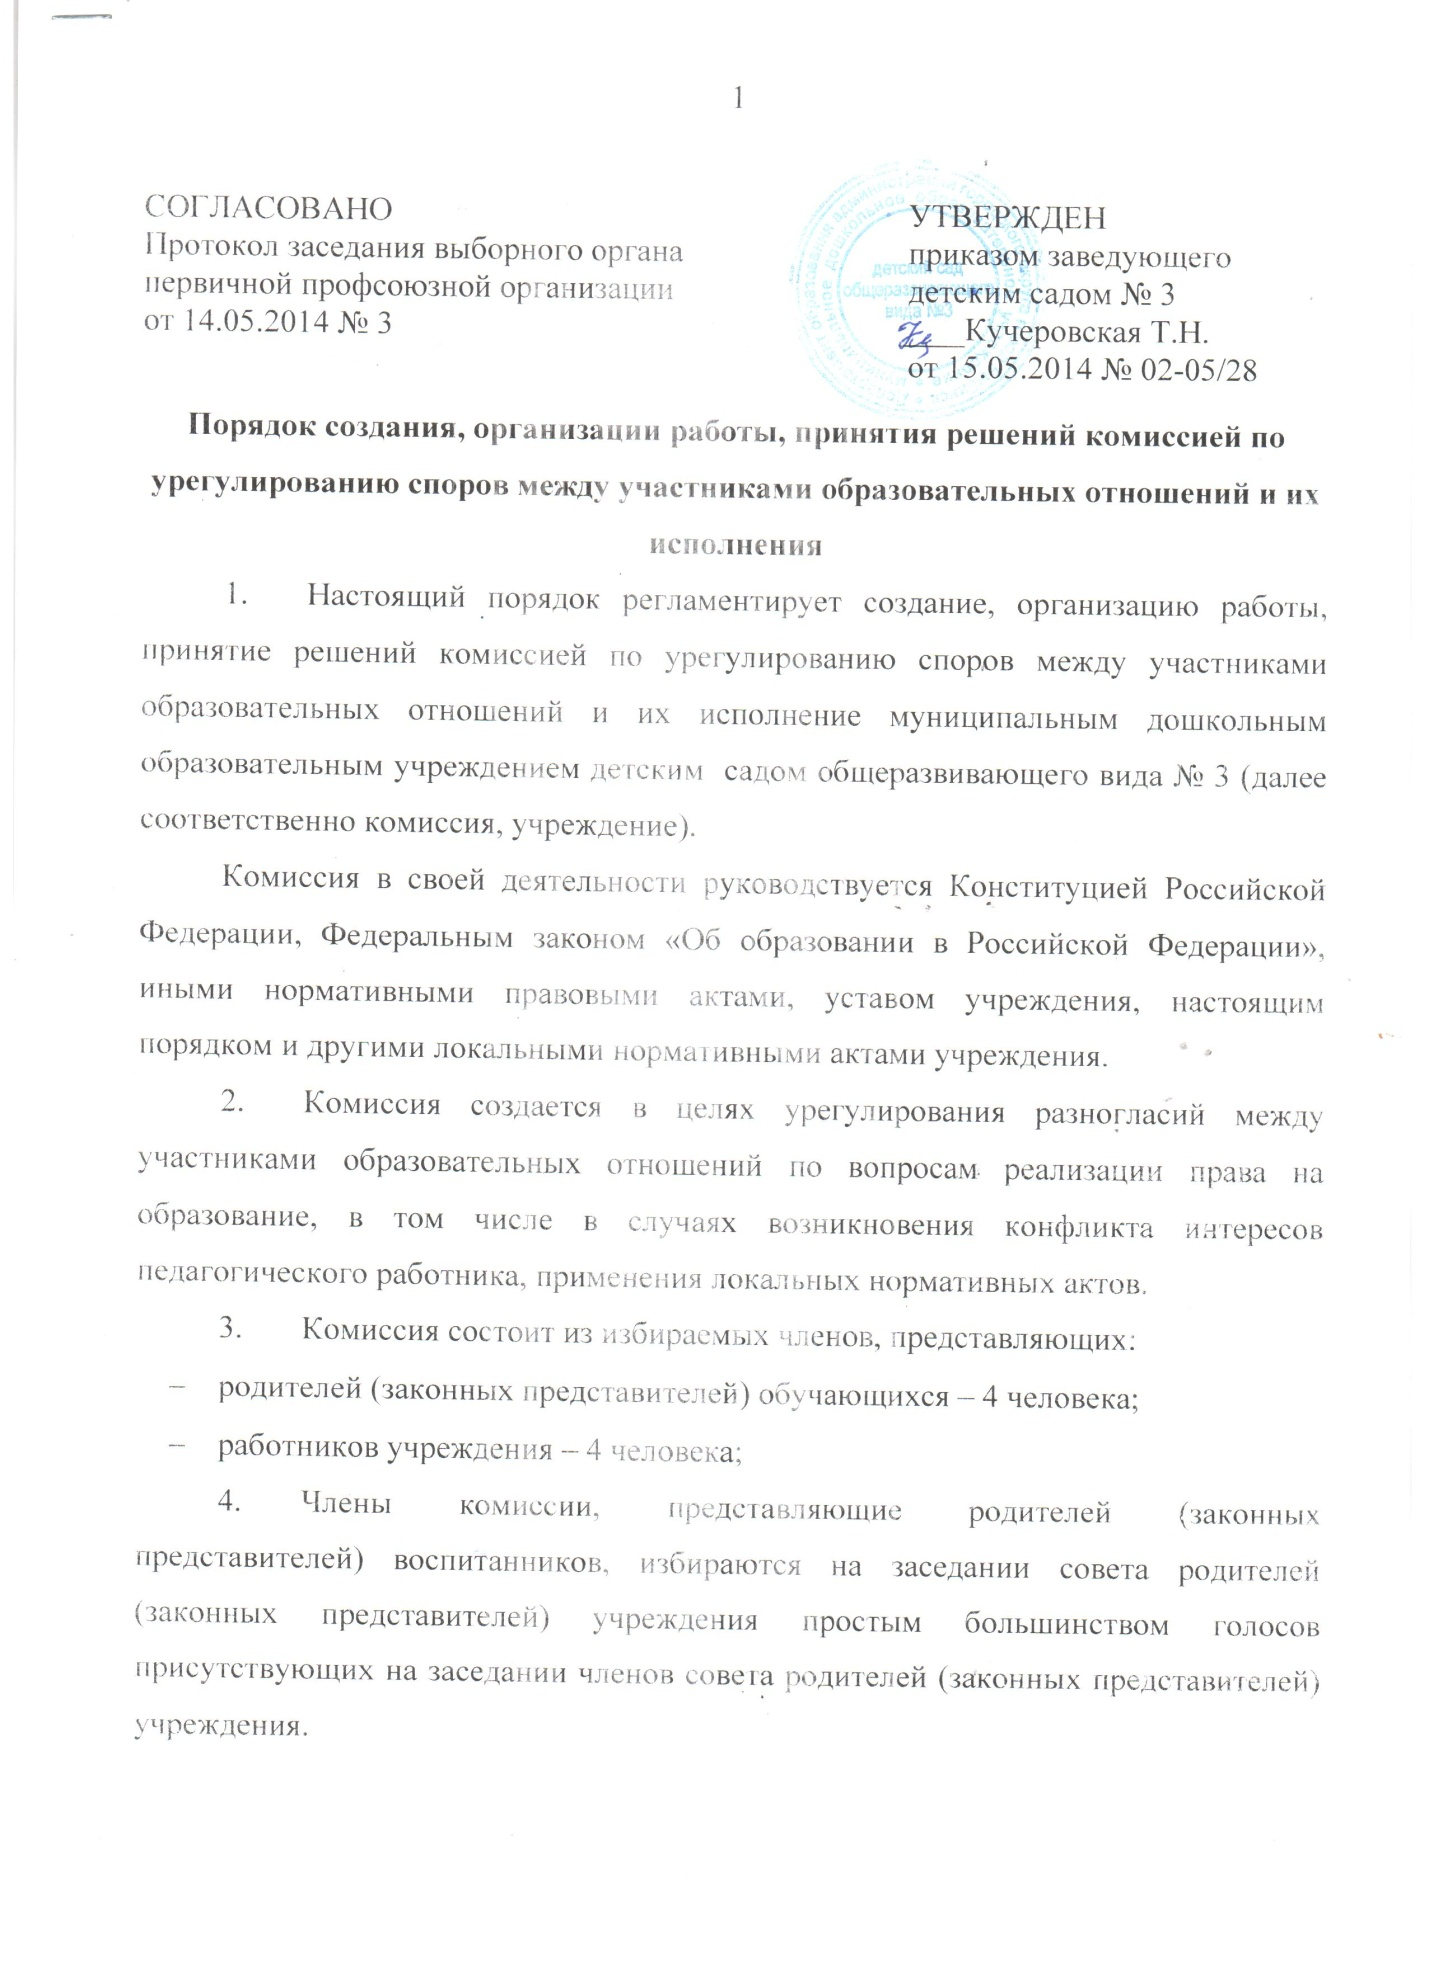 1
СОГЛАСОВАНО
Протокол заседания выборного органа
первичной профсоюзной организации
от 14.05.2014 № 3
УТВЕРЖДЕН
приказом заведующего
детским садом № 3
Кучеровская Т.Н.
от 15.05.2014 № 02-05/28
детский сад
общеразвивающего
вида №3
Порядок создания, организации работы, принятия решений комиссией по
урегулированию споров между участниками образовательных отношений и их
исполнения
1. Настоящий порядок регламентирует создание, организацию работы,
принятие решений комиссией по урегулированию споров между участниками
образовательных отношений и их исполнение муниципальным дошкольным
образовательным учреждением детским садом общеразвивающего вида № 3 (далее
соответственно комиссия, учреждение).
Комиссия в своей деятельности руководствуется Конституцией Российской
Федерации, Федеральным законом «Об образовании в Российской Федерации»,
иными нормативными правовыми актами, уставом учреждения, настоящим
порядком и другими локальными нормативными актами учреждения.
2. Комиссия создается в целях урегулирования разногласий между
участниками образовательных отношений по вопросам реализации права на
образование, в том числе в случаях возникновения конфликта интересов
педагогического работника, применения локальных нормативных актов.
3. Комиссия состоит из избираемых членов, представляющих:
– родителей (законных представителей) обучающихся – 4 человека;
– работников учреждения – 4 человека;
4. Члены комиссии, представляющие родителей (законных
представителей) воспитанников, избираются на заседании совета родителей
(законных представителей) учреждения простым большинством голосов
присутствующих на заседании членов совета родителей (законных представителей)
учреждения.